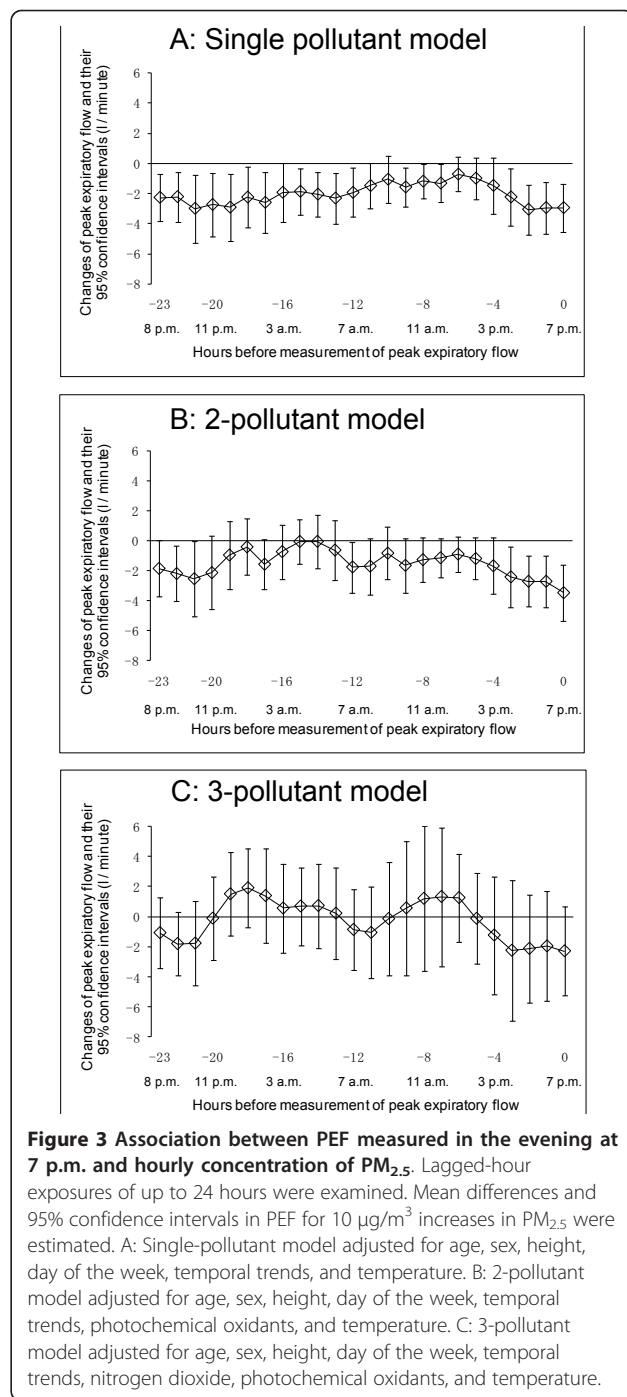 A: Single pollutant model
Changes of peak expiratory flow and their
95% confidence intervals (l / minute)
6
4
2
0
−2
−4
−6
−8
−23 −20 −16 −12 −8 −4 0
8 p.m. 11 p.m. 3 a.m. 7 a.m. 11 a.m. 3 p.m. 7 p.m.
Hours before measurement of peak expiratory flow
B: 2-pollutant model
Changes of peak expiratory flow and their
95% confidence intervals (l / minute)
6
4
2
0
−2
−4
−6
−8
−23 −20 −16 −12 −8 −4 0
8 p.m. 11 p.m. 3 a.m. 7 a.m. 11 a.m. 3 p.m. 7 p.m.
Hours before measurement of peak expiratory flow
C: 3-pollutant model
Changes of peak expiratory flow and their
95% confidence intervals (l / minute)
6
4
2
0
−2
−4
−6
−8
−23 −20 −16 −12 −8 −4 0
8 p.m. 11 p.m. 3 a.m. 7 a.m. 11 a.m. 3 p.m. 7 p.m.
Hours before measurement of peak expiratory flow
Figure 3 Association between PEF measured in the evening at
7 p.m. and hourly concentration of PM2.5. Lagged-hour
exposures of up to 24 hours were examined. Mean differences and
95% confidence intervals in PEF for 10 μg/m³ increases in PM2.5 were
estimated. A: Single-pollutant model adjusted for age, sex, height,
day of the week, temporal trends, and temperature. B: 2-pollutant
model adjusted for age, sex, height, day of the week, temporal
trends, photochemical oxidants, and temperature. C: 3-pollutant
model adjusted for age, sex, height, day of the week, temporal
trends, nitrogen dioxide, photochemical oxidants, and temperature.